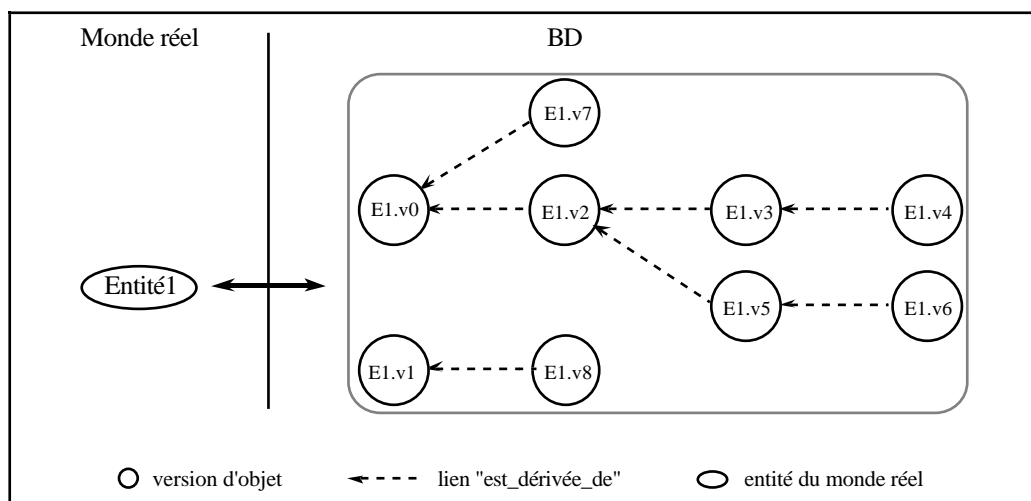 Monde réel
BD
E1.v7
E1.v0
E1.v2
E1.v3
E1.v4
Entité1
E1.v5
E1.v6
E1.v1
E1.v8
version d'objet
lien "est_dérivée_de"
entité du monde réel